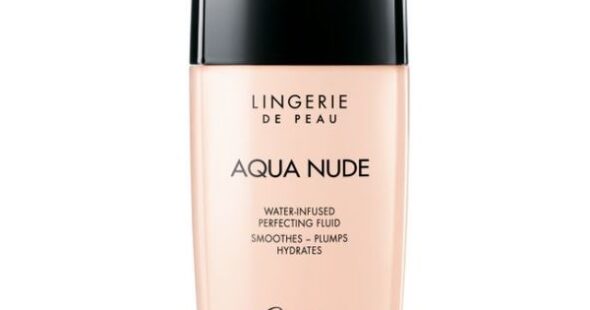 LINGERIE
DE PEAU
AQUA NUDE
WATER-INFUSED
PERFECTING FLUID
SMOOTHES – PLUMPS
HYDRATES